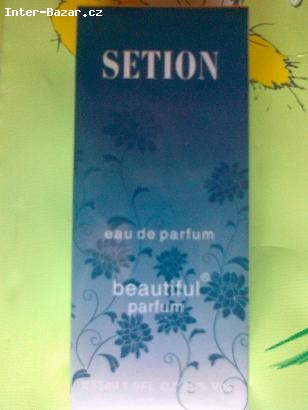 Inter-Bazar.cz
SETION
eau de parfum
beautiful®
parfum